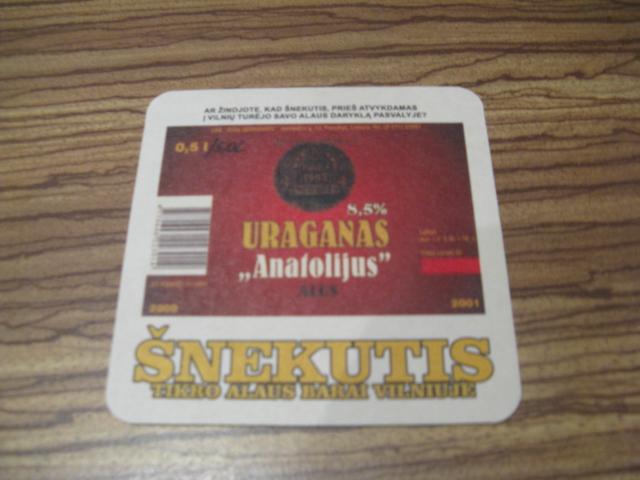 AR ŽINOJOTE, KAD ŠNEKUTIS, PRIEŠ ATVYKDAMAS
Į VILNIŲ TURĖJO SAVO ALAUS DARYKLĄ PASVALYJE?
0,5 l
8,5%
URAGANAS
„Anatolijus”
ALUS
2000
2001
ŠNEKUTIS
TIKRO ALAUS BARAI VILNIUJE